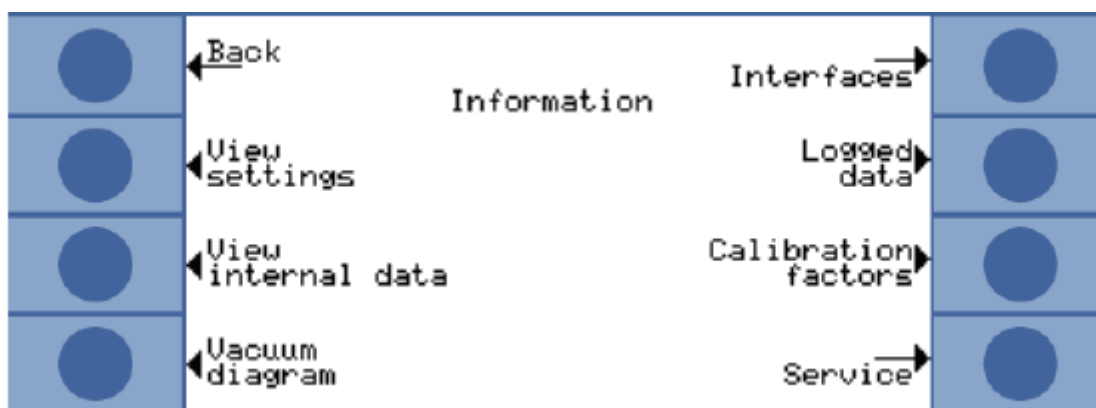 Back
Interfaces
Information
View
settings
Logged
data
View
internal data
Calibration
factors
Vacuum
diagram
Service